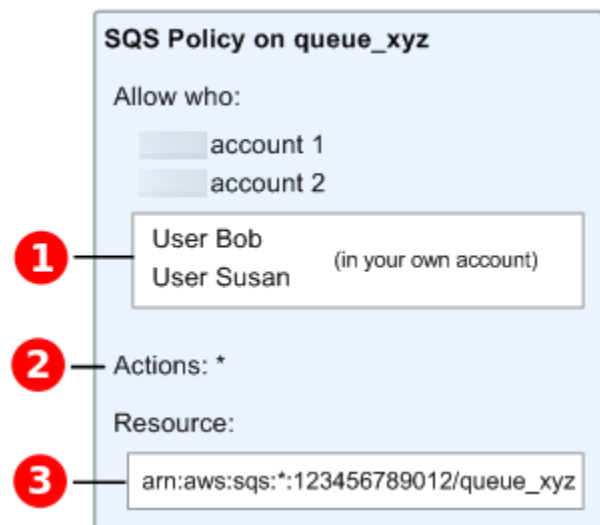 SQS Policy on queue_xyz
Allow who:
account 1
account 2
1
User Bob
User Susan
(in your own account)
2
Actions: *
Resource:
3
arn:aws:sqs:*:123456789012/queue_xyz